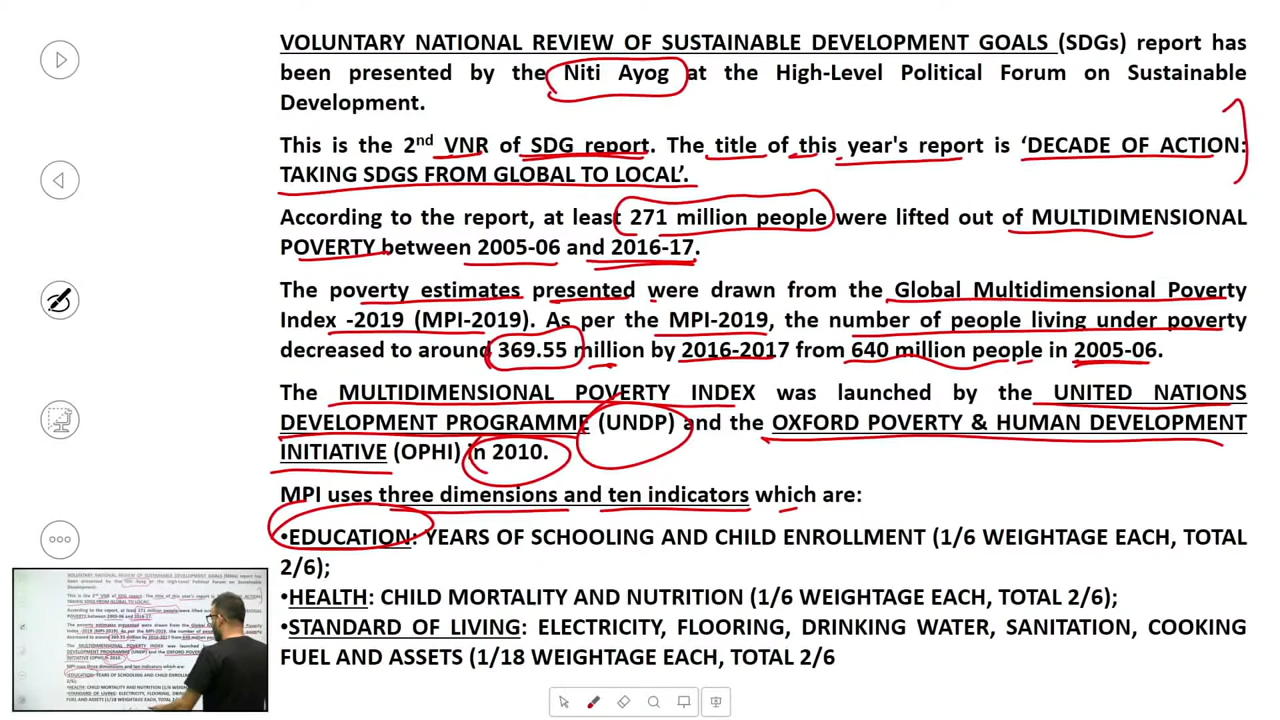 VOLUNTARY NATIONAL REVIEW OF SUSTAINABLE DEVELOPMENT GOALS (SDGs) report has
been presented by the Niti Ayog at the High-Level Political Forum on Sustainable
Development.
This is the 2nd VNR of SDG report. The title of this year's report is ‘DECADE OF ACTION:
TAKING SDGS FROM GLOBAL TO LOCAL’.
According to the report, at least 271 million people were lifted out of MULTIDIMENSIONAL
POVERTY between 2005-06 and 2016-17.
The poverty estimates presented were drawn from the Global Multidimensional Poverty
Index -2019 (MPI-2019). As per the MPI-2019, the number of people living under poverty
decreased to around 369.55 million by 2016-2017 from 640 million people in 2005-06.
The MULTIDIMENSIONAL POVERTY INDEX was launched by the UNITED NATIONS
DEVELOPMENT PROGRAMME (UNDP) and the OXFORD POVERTY & HUMAN DEVELOPMENT
INITIATIVE (OPHI) in 2010.
MPI uses three dimensions and ten indicators which are:
•EDUCATION: YEARS OF SCHOOLING AND CHILD ENROLLMENT (1/6 WEIGHTAGE EACH, TOTAL
2/6);
•HEALTH: CHILD MORTALITY AND NUTRITION (1/6 WEIGHTAGE EACH, TOTAL 2/6);
•STANDARD OF LIVING: ELECTRICITY, FLOORING, DRINKING WATER, SANITATION, COOKING
FUEL AND ASSETS (1/18 WEIGHTAGE EACH, TOTAL 2/6